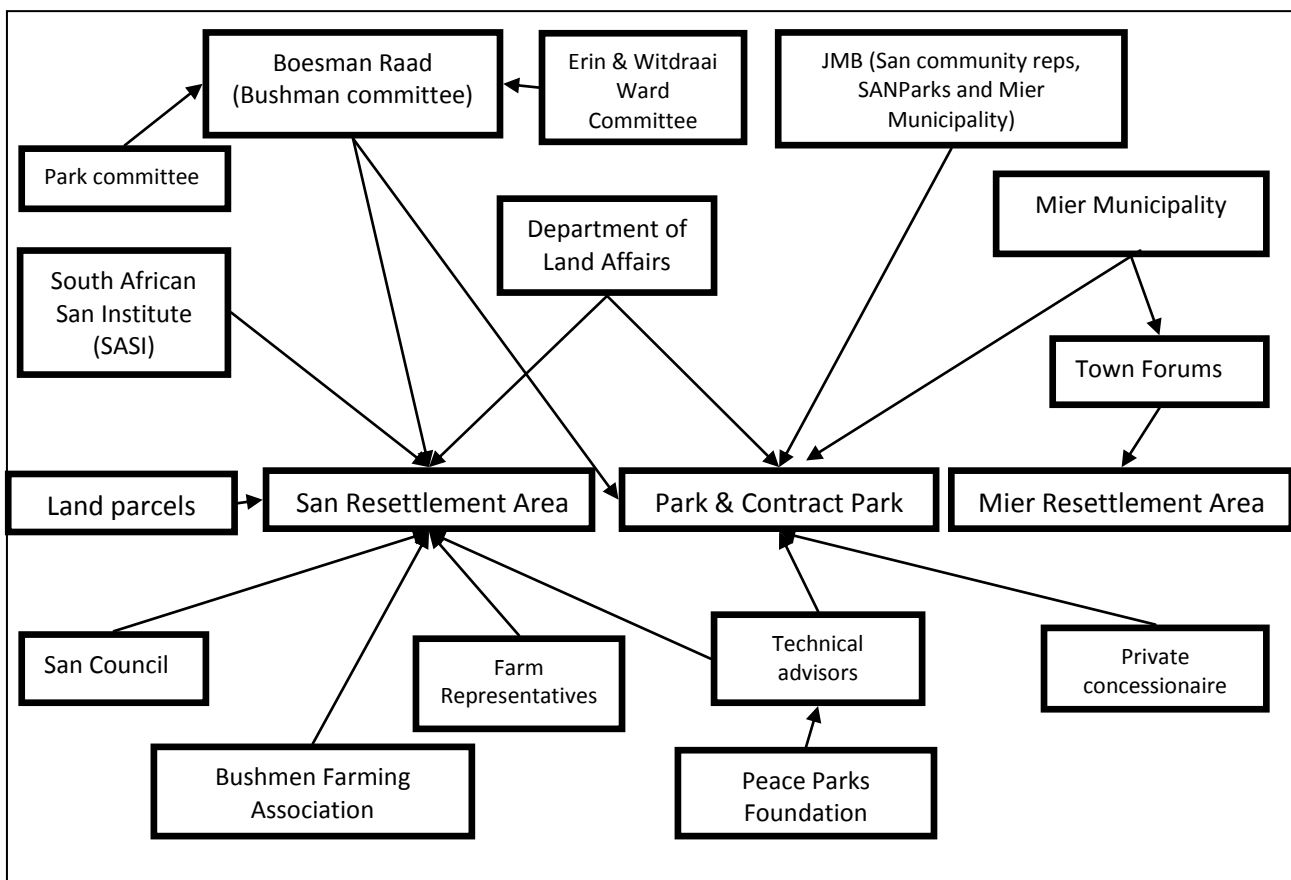 Boesman Raad
(Bushman committee)
Erin & Witdraai
Ward
Committee
JMB (San community reps,
SANParks and Mier
Municipality)
Park committee
Mier Municipality
Department of
Land Affairs
South African
San Institute
(SASI)
Town Forums
Land parcels
San Resettlement Area
Park & Contract Park
Mier Resettlement Area
San Council
Farm
Representatives
Technical
advisors
Private
concessionaire
Bushmen Farming
Association
Peace Parks
Foundation